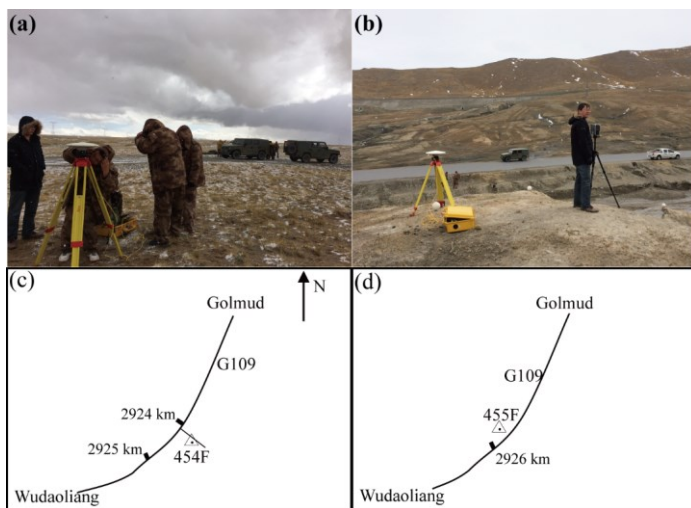 (a)
(b)
(c)
N
Golmud
G109
2924 km
2925 km
454F
Wudaoliang
(d)
Golmud
G109
455F
2926 km
Wudaoliang